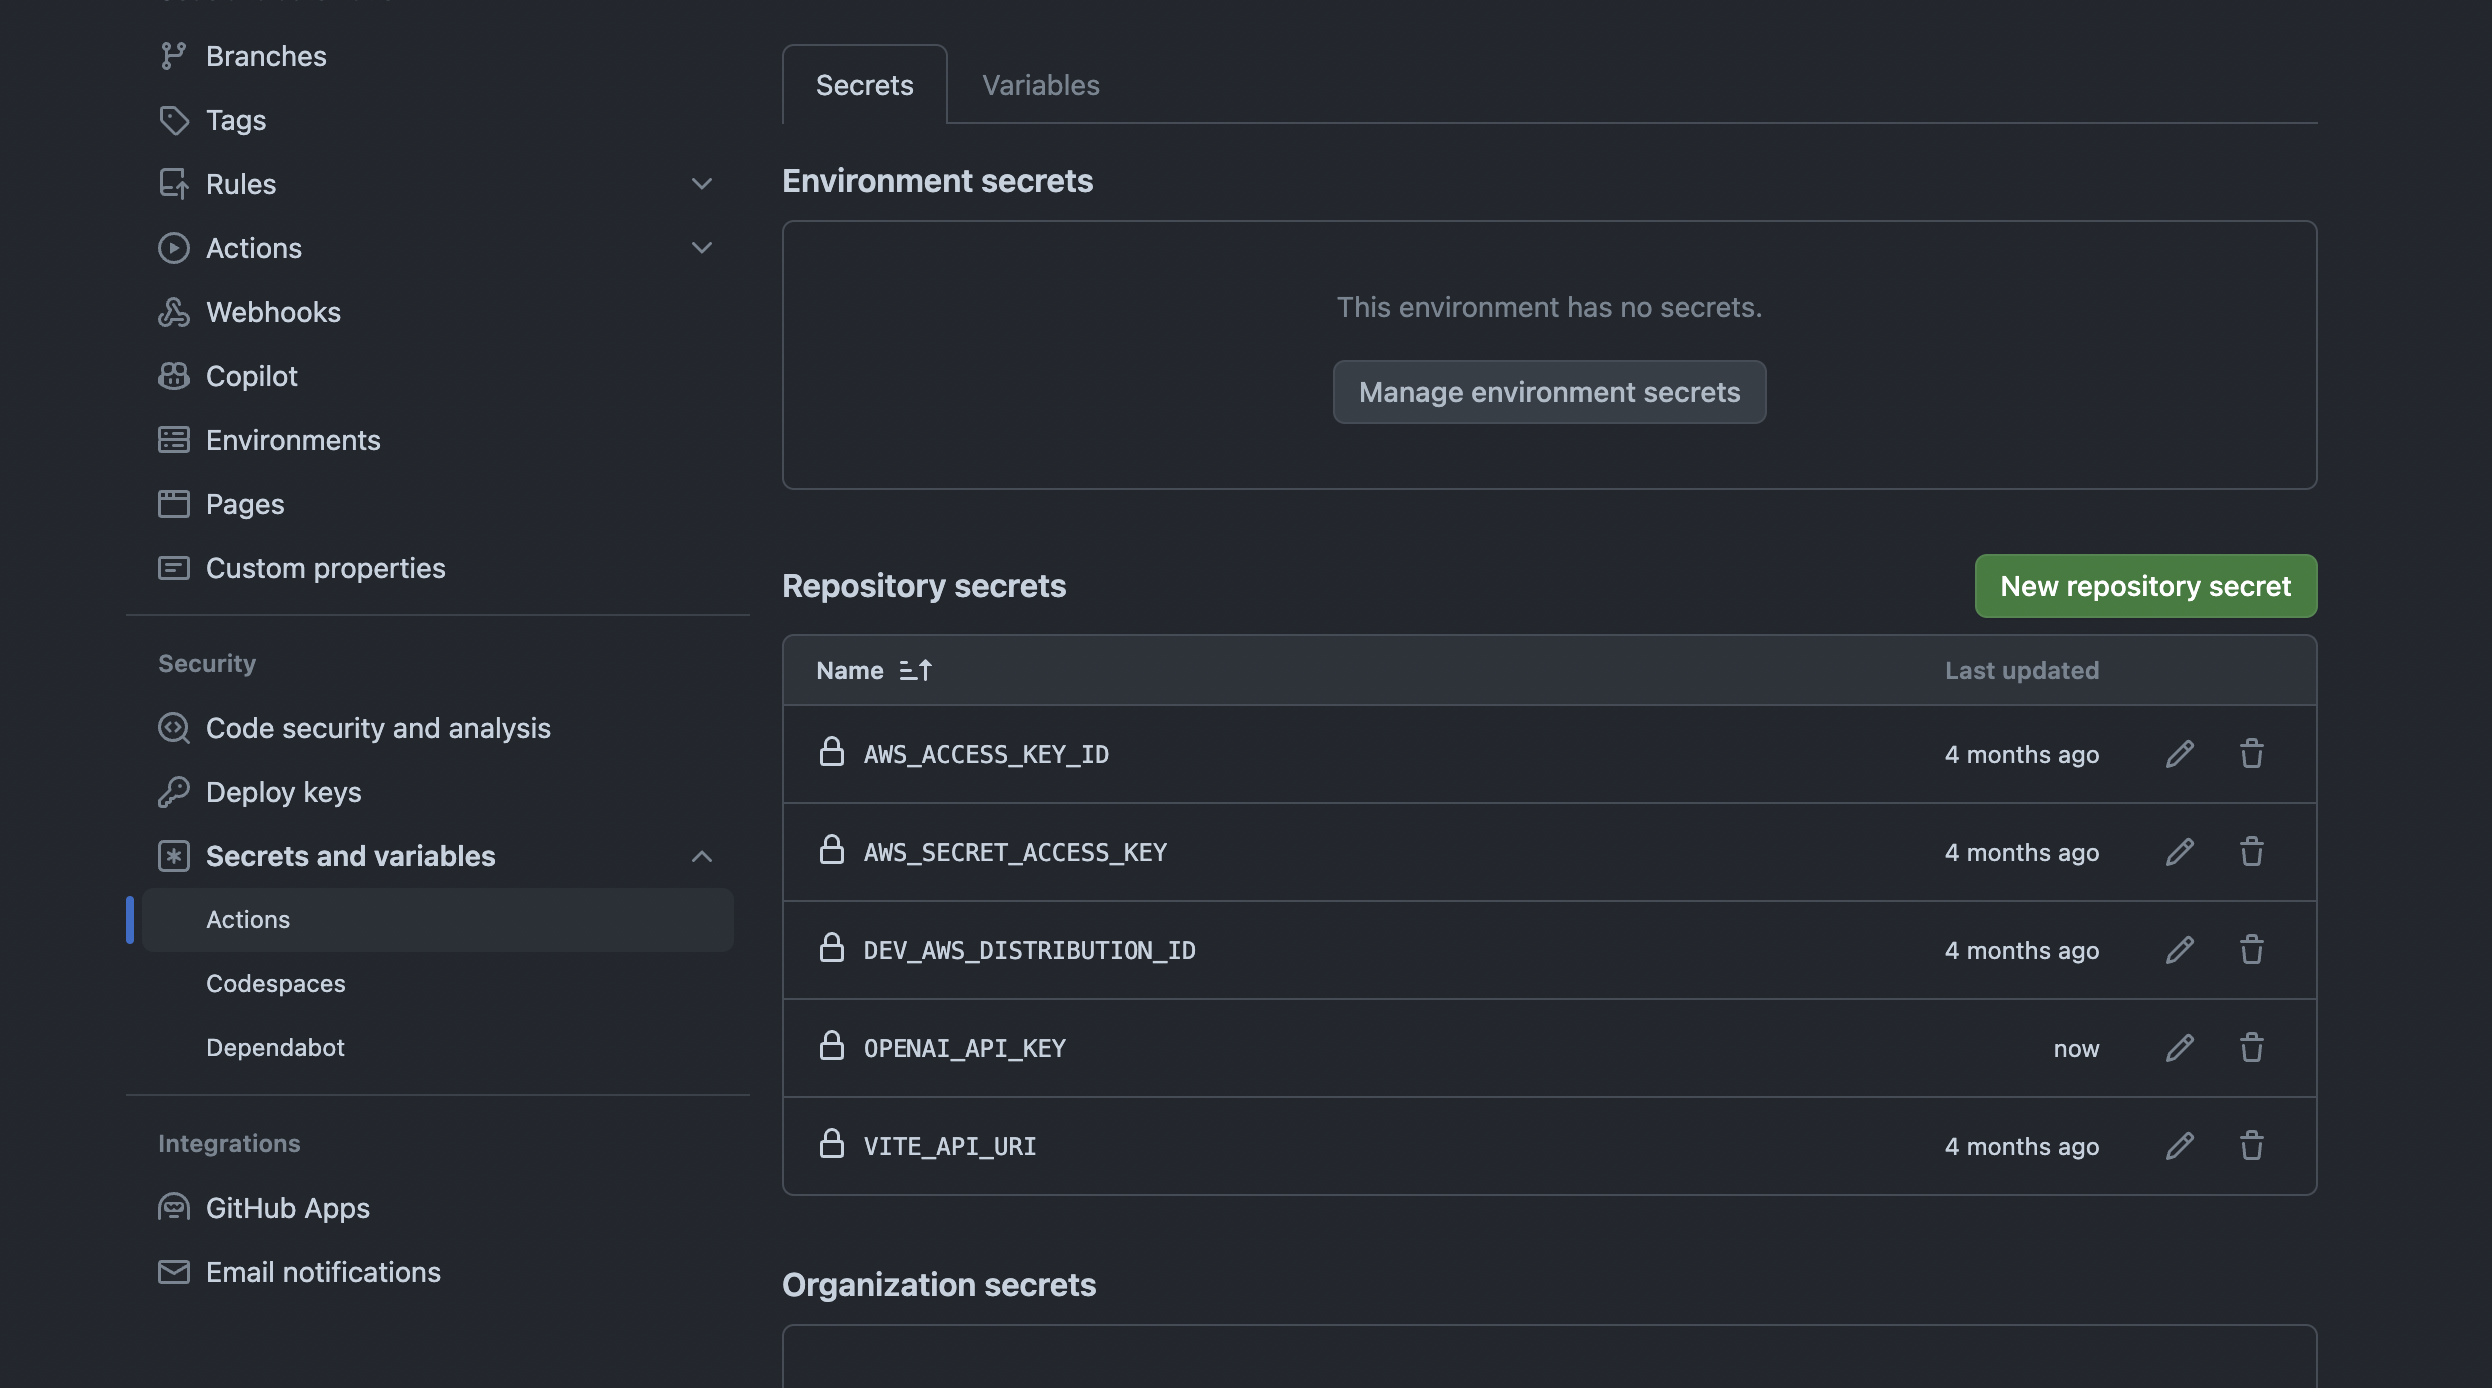 Branches
Tags
Rules
Actions
Webhooks
Copilot
Environments
Pages
Custom properties
Security
Code security and analysis
Deploy keys
Secrets and variables
Actions
Codespaces
Dependabot
Integrations
GitHub Apps
Email notifications
Secrets Variables
Environment secrets
This environment has no secrets.
Manage environment secrets
Repository secrets New repository secret
Name Last updated
AWS_ACCESS_KEY_ID 4 months ago
AWS_SECRET_ACCESS_KEY 4 months ago
DEV_AWS_DISTRIBUTION_ID 4 months ago
OPENAI_API_KEY now
VITE_API_URI 4 months ago
Organization secrets